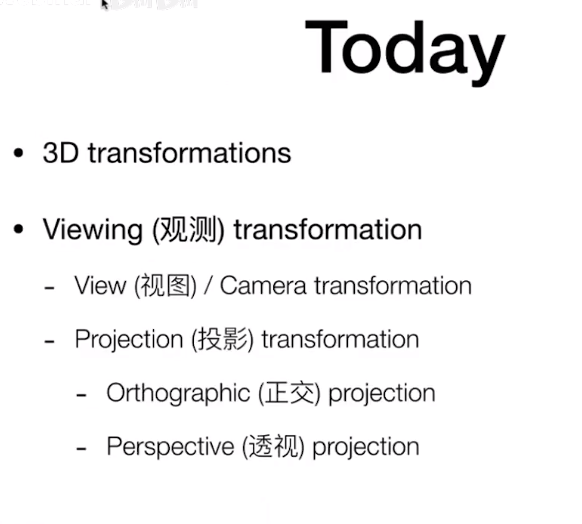 Today
• 3D transformations
• Viewing (观测) transformation
- View (视图) / Camera transformation
- Projection (投影) transformation
- Orthographic (正交) projection
- Perspective (透视) projection